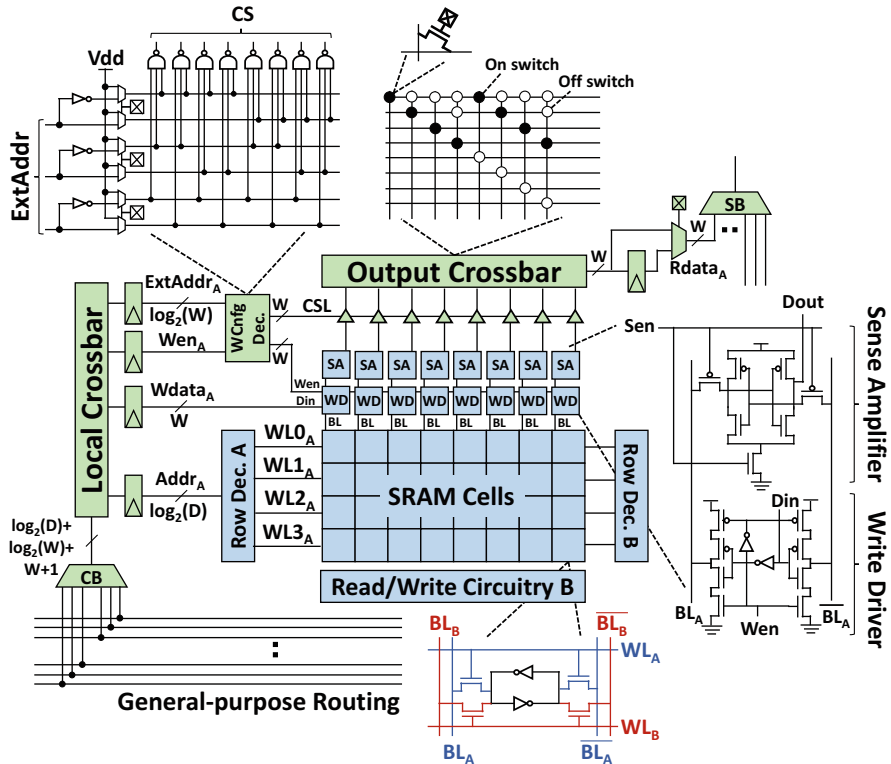 CS
Vdd
ExtAddr
On switch
Off switch
SB
W
W
Rdata_A
Output Crossbar
Local Crossbar
ExtAddr_A
log₂(W)
WCnfg Dec.
W
CSL
Wen_A
W
Sen
Dout
SA SA SA SA SA SA SA SA
Wdata_A
W
Wen
Din
WD WD WD WD WD WD WD WD
BL BL BL BL BL BL BL BL
Sense Amplifier
Addr_A
log₂(D)
Row Dec. A
WL0_A
WL1_A
WL2_A
WL3_A
SRAM Cells
Row Dec. B
Din
Write Driver
BL_A
Wen
B̅L̅_A
log₂(D)+
log₂(W)+
W+1
CB
Read/Write Circuitry B
General-purpose Routing
BL_B
B̅L̅_B
WL_A
WL_B
BL_A
B̅L̅_A